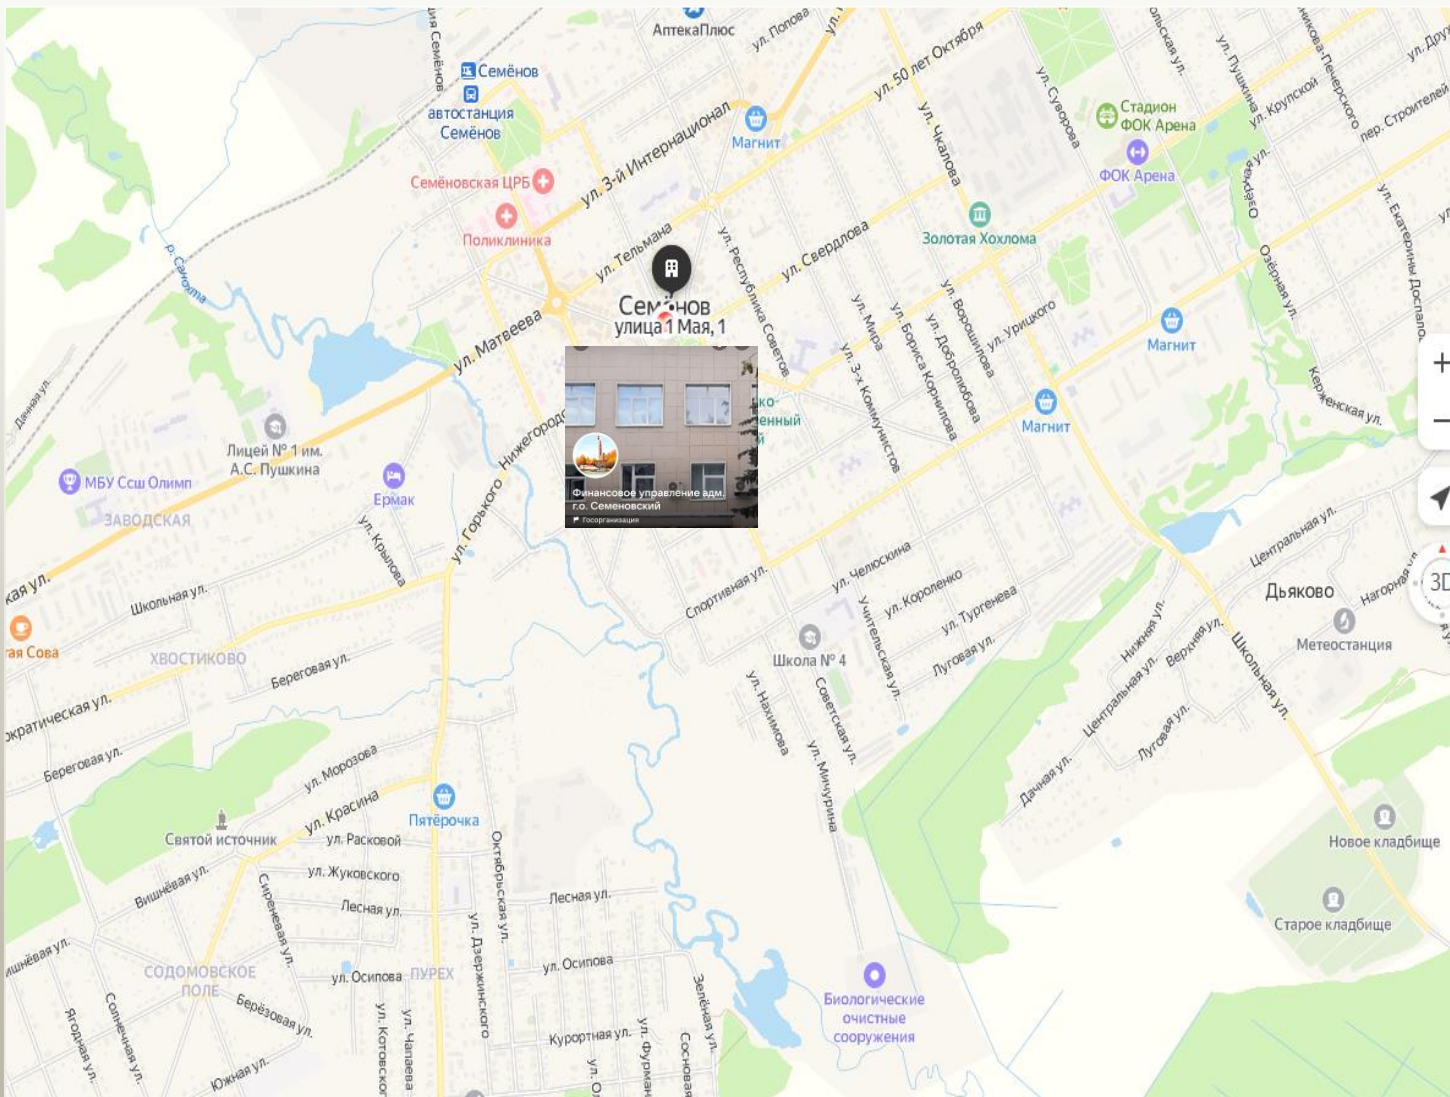 АптекаПлюс
ул. Попова
Семёнов
автостанция
Семёнов
ул. 50 лет Октября
ул. Суворова
ул. Пушкина
ул. Крупской
пер. Строителей
Стадион
ФОК Арена
ФОК Арена
Магнит
ул. 3-й Интернационал
ул. Чкалова
Семёновская ЦРБ
Поликлиника
Озёрная ул.
Золотая Хохлома
ул. Тельмана
ул. Свердлова
ул. Республика Советов
р. Санохта
Озёрная ул.
Семёнов
улица 1 Мая, 1
ул. Матвеева
ул. Мира
ул. Бориса Корнилова
ул. Добролюбова
ул. Ворошилова
ул. Урицкого
ул. 3-х Коммунистов
Магнит
Магнит
Керженская ул.
Дачная ул.
Лицей № 1 им.
А.С. Пушкина
МБУ Ссш Олимп
ЗАВОДСКАЯ
Ермак
ул. Горького
ул. Крылова
Финансовое управление адм.
г.о. Семеновский
Госорганизация
Школьная ул.
Спортивная ул.
ул. Челюскина
ул. Короленко
ул. Тургенева
Учительская ул.
Луговая ул.
Школа № 4
Центральная ул.
Дьяково
Нагорная ул.
3D
Метеостанция
Нижняя ул.
Верхняя ул.
Центральная ул.
Школьная ул.
Луговая ул.
Дачная ул.
ХВОСТИКОВО
Береговая ул.
Береговая ул.
ул. Нахимова
Советская ул.
ул. Мичурина
ул. Морозова
ул. Красина
Пятёрочка
Святой источник
ул. Расковой
ул. Жуковского
Вишнёвая ул.
Сиреневая ул.
Лесная ул.
Октябрьская ул.
Лесная ул.
ул. Дзержинского
Новое кладбище
Старое кладбище
СОДОМОВСКОЕ
ПОЛЕ
ул. Осипова
ПУРЕХ
ул. Осипова
Берёзовая ул.
Ягодная ул.
Солнечная ул.
Южная ул.
ул. Чапаева
Курортная ул.
Зелёная ул.
Биологические
очистные
сооружения